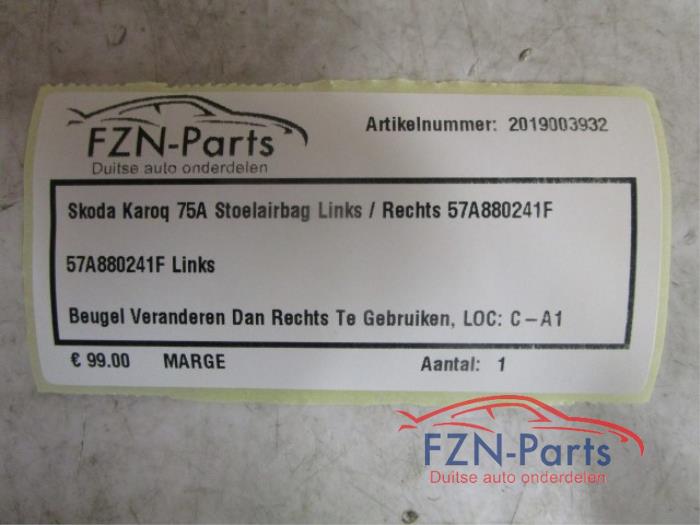 FZN-Parts
Duitse auto onderdelen
Artikelnummer: 2019003932
Skoda Karoq 75A Stoelairbag Links / Rechts 57A880241F
57A880241F Links
Beugel Veranderen Dan Rechts Te Gebruiken, LOC: C-A1
€ 99.00 MARGE Aantal: 1
FZN-Parts
Duitse auto onderdelen